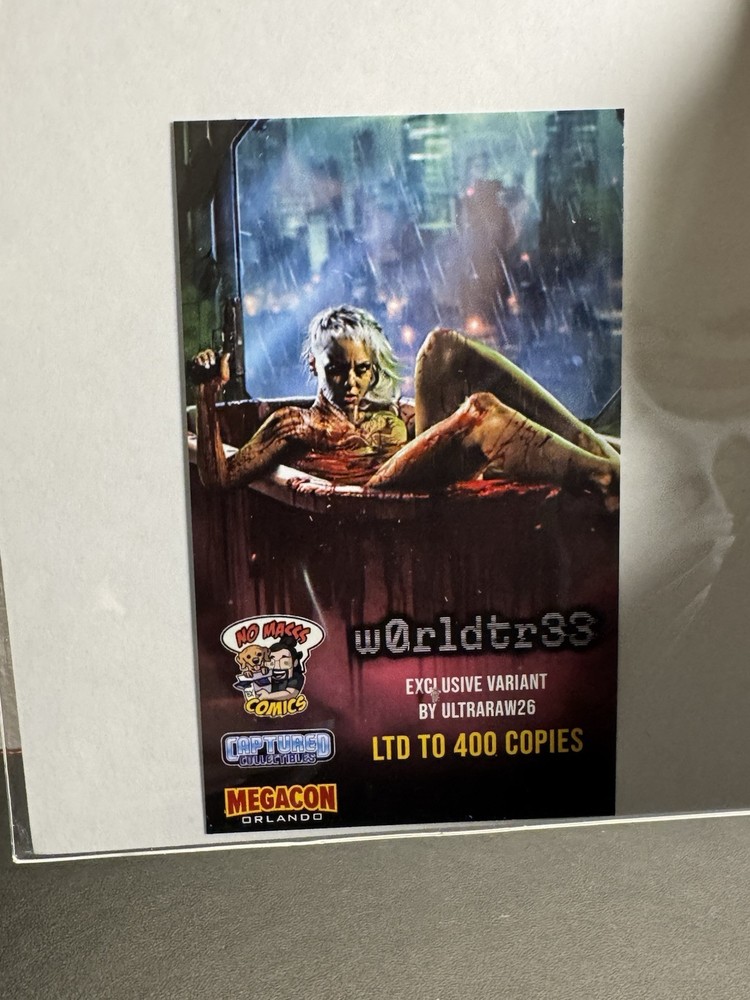 w0rldtr33
EXCLUSIVE VARIANT
BY ULTRARAW26
LTD TO 400 COPIES
NO MACCS
COMICS
CAPTURED
COLLECTIBLES
MEGACON
ORLANDO